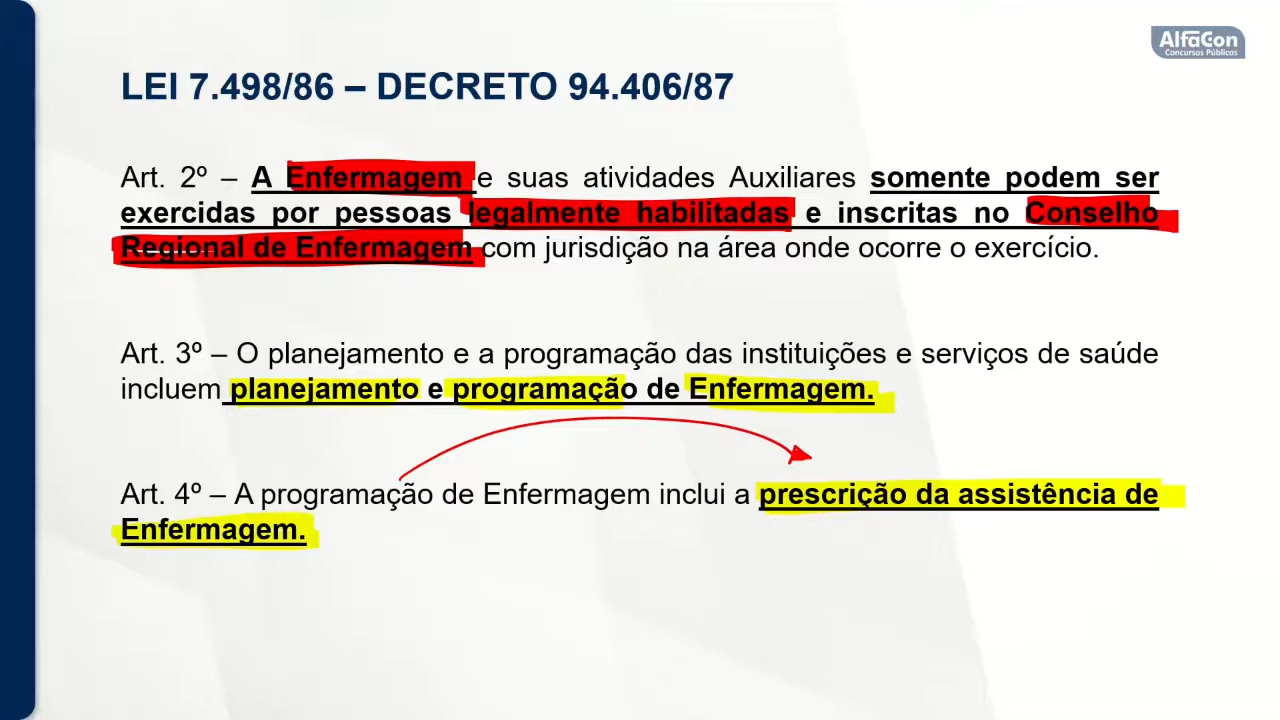 AlfaCon
Concursos Públicos
LEI 7.498/86 – DECRETO 94.406/87
Art. 2º – A Enfermagem e suas atividades Auxiliares somente podem ser
exercidas por pessoas legalmente habilitadas e inscritas no Conselho
Regional de Enfermagem com jurisdição na área onde ocorre o exercício.
Art. 3º – O planejamento e a programação das instituições e serviços de saúde
incluem planejamento e programação de Enfermagem.
Art. 4º – A programação de Enfermagem inclui a prescrição da assistência de
Enfermagem.